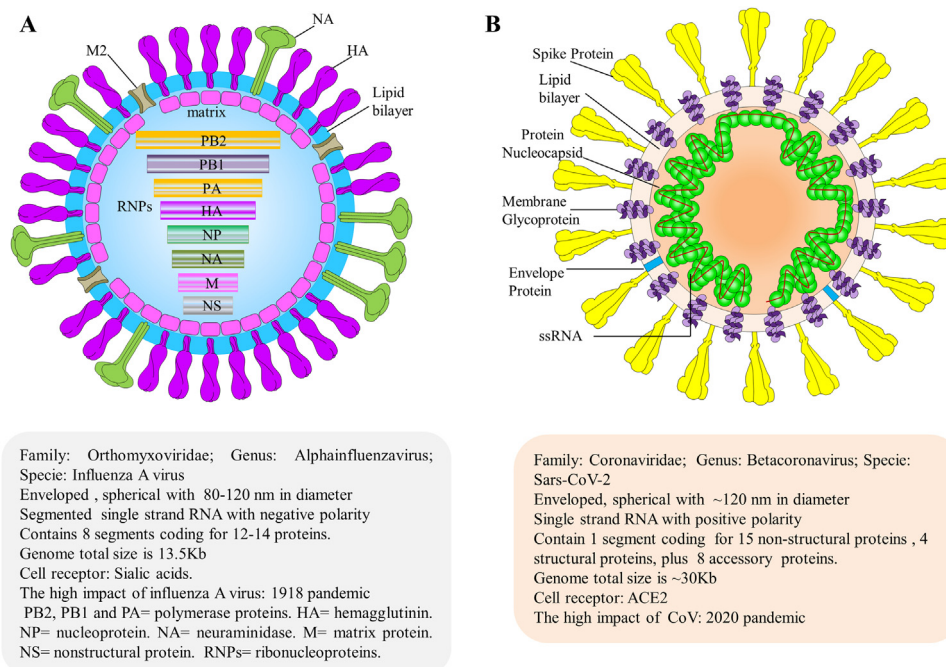 A
NA
M2
HA
Lipid
bilayer
matrix
PB2
PB1
PA
RNPs
HA
NP
NA
M
NS
Family: Orthomyxoviridae; Genus: Alphainfluenzavirus;
Specie: Influenza A virus
Enveloped , spherical with 80-120 nm in diameter
Segmented single strand RNA with negative polarity
Contains 8 segments coding for 12-14 proteins.
Genome total size is 13.5Kb
Cell receptor: Sialic acids.
The high impact of influenza A virus: 1918 pandemic
PB2, PB1 and PA= polymerase proteins. HA= hemagglutinin.
NP= nucleoprotein. NA= neuraminidase. M= matrix protein.
NS= nonstructural protein. RNPs= ribonucleoproteins.
B
Spike Protein
Lipid
bilayer
Protein
Nucleocapsid
Membrane
Glycoprotein
Envelope
Protein
ssRNA
Family: Coronaviridae; Genus: Betacoronavirus; Specie:
Sars-CoV-2
Enveloped, spherical with ~120 nm in diameter
Single strand RNA with positive polarity
Contain 1 segment coding for 15 non-structural proteins , 4
structural proteins, plus 8 accessory proteins.
Genome total size is ~30Kb
Cell receptor: ACE2
The high impact of CoV: 2020 pandemic